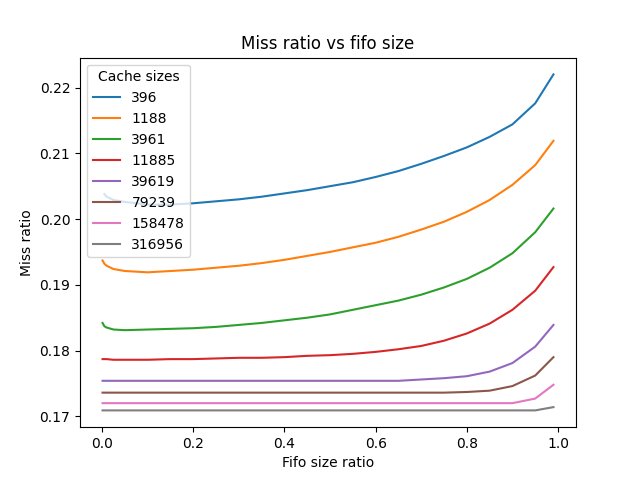 Miss ratio vs fifo size
Cache sizes
396
1188
3961
11885
39619
79239
158478
316956
0.22
0.21
0.20
0.19
0.18
0.17
Miss ratio
0.0 0.2 0.4 0.6 0.8 1.0
Fifo size ratio